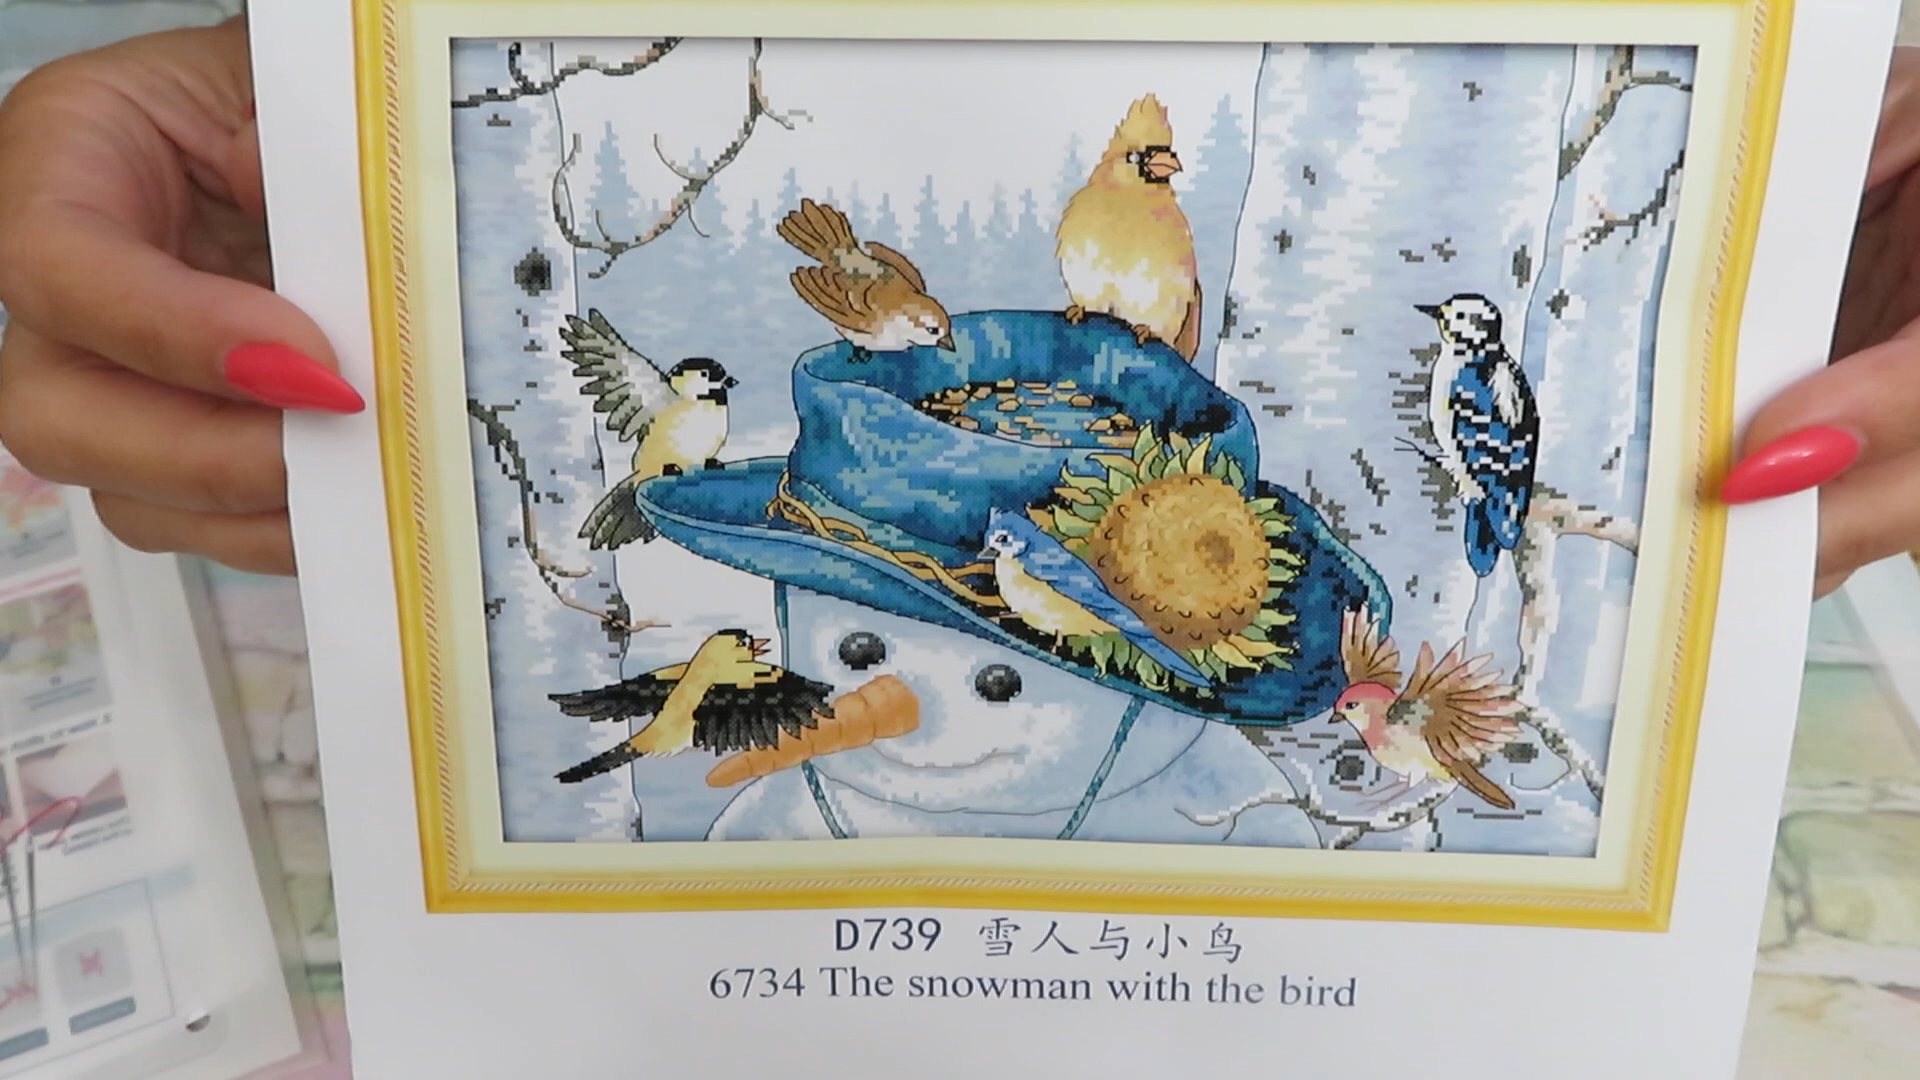 D739 雪人与小鸟
6734 The snowman with the bird